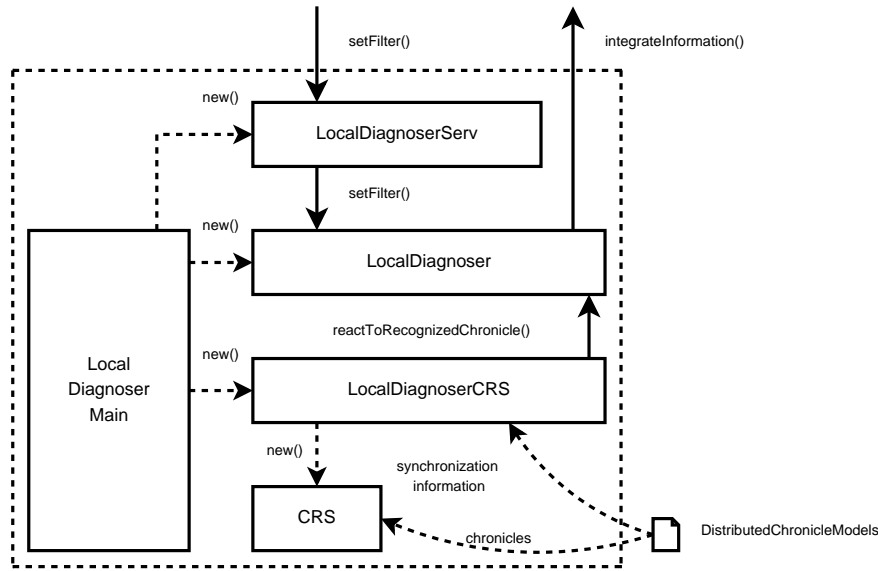 setFilter()
integrateInformation()
new()
LocalDiagnoserServ
setFilter()
new()
LocalDiagnoser
reactToRecognizedChronicle()
new()
Local
Diagnoser
Main
LocalDiagnoserCRS
new()
synchronization
information
CRS
chronicles
DistributedChronicleModels